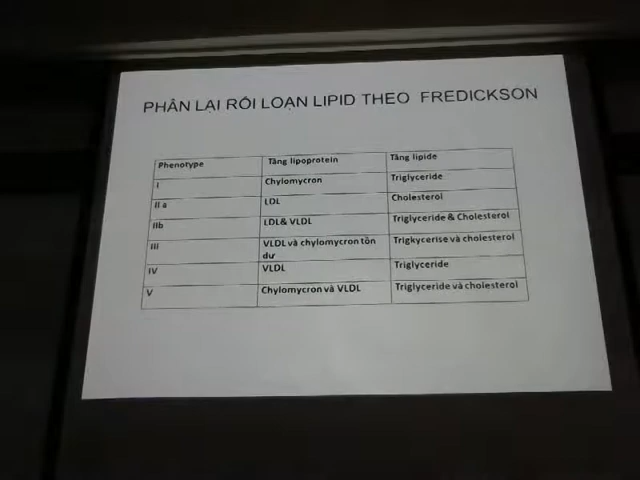 PHÂN LẠI RỐI LOẠN LIPID THEO FREDICKSON
Phenotype Tăng lipoprotein Tăng lipide
I Chylomycron Triglyceride
II a LDL Cholesterol
IIb LDL& VLDL Triglyceride & Cholesterol
III VLDL và chylomycron tồn dư Trigkycerise và cholesterol
IV VLDL Triglyceride
V Chylomycron và VLDL Triglyceride và cholesterol